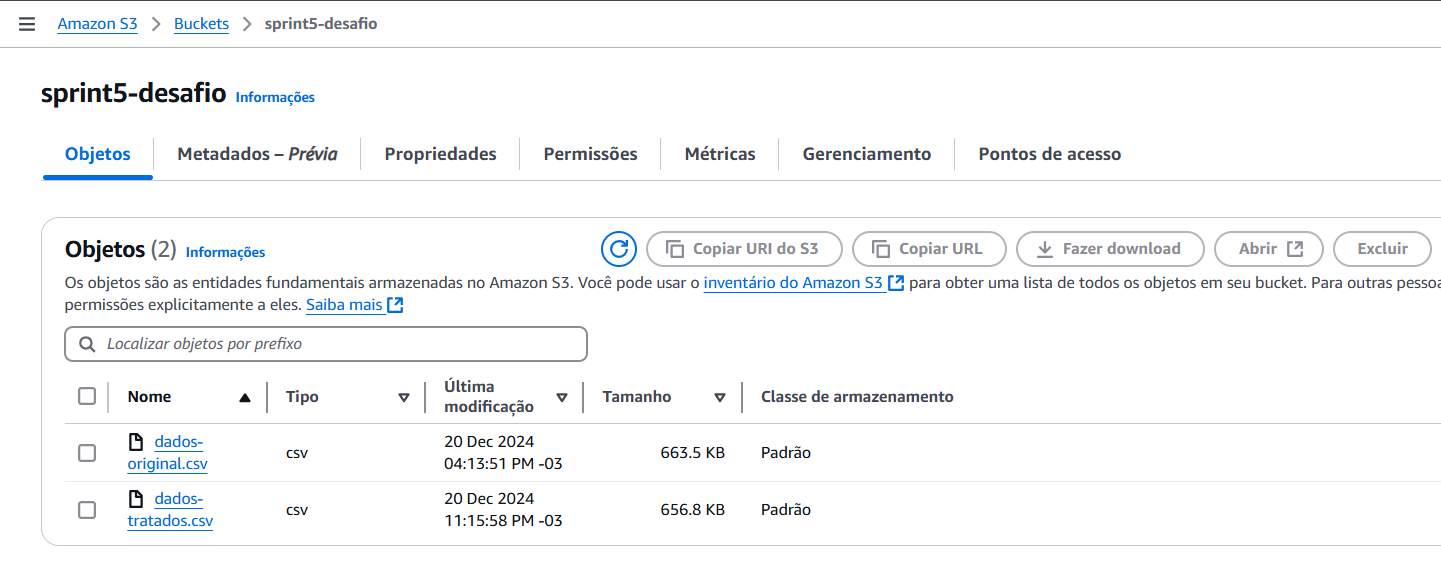 Amazon S3 > Buckets > sprint5-desafio
sprint5-desafio Informações
Objetos Metadados – Prévia Propriedades Permissões Métricas Gerenciamento Pontos de acesso
Objetos (2) Informações Copiar URI do S3 Copiar URL Fazer download Abrir Excluir
Os objetos são as entidades fundamentais armazenadas no Amazon S3. Você pode usar o inventário do Amazon S3 para obter uma lista de todos os objetos em seu bucket. Para outras pessoa
permissões explicitamente a eles. Saiba mais
Localizar objetos por prefixo
Nome Tipo Última modificação Tamanho Classe de armazenamento
dados-original.csv csv 20 Dec 2024 04:13:51 PM -03 663.5 KB Padrão
dados-tratados.csv csv 20 Dec 2024 11:15:58 PM -03 656.8 KB Padrão